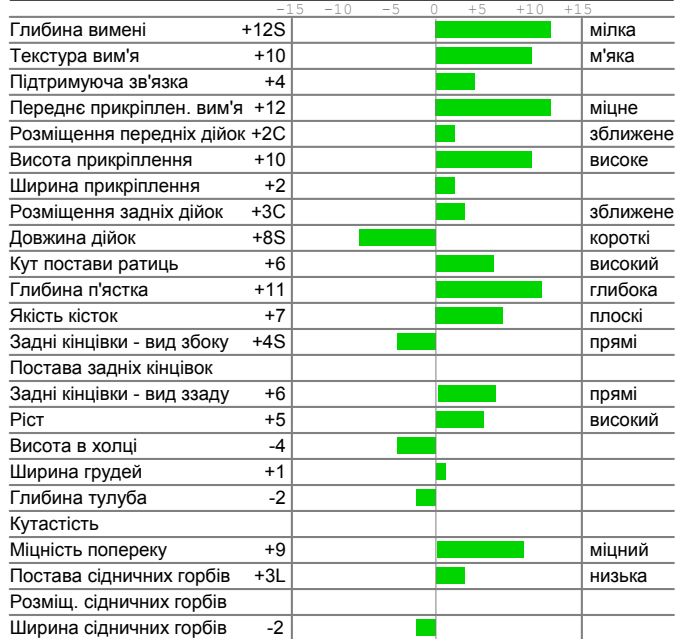 -15 -10 -5 0 +5 +10 +15
Глибина вимені +12S мілка
Текстура вим'я +10 м'яка
Підтримуюча зв'язка +4
Переднє прикріплен. вим'я +12 міцне
Розміщення передніх дійок +2C зближене
Висота прикріплення +10 високе
Ширина прикріплення +2
Розміщення задніх дійок +3C зближене
Довжина дійок +8S короткі
Кут постави ратиць +6 високий
Глибина п'ястка +11 глибока
Якість кісток +7 плоскі
Задні кінцівки - вид збоку +4S прямі
Постава задніх кінцівок
Задні кінцівки - вид ззаду +6 прямі
Ріст +5 високий
Висота в холці -4
Ширина грудей +1
Глибина тулуба -2
Кутастість
Міцність попереку +9 міцний
Постава сідничних горбів +3L низька
Розміщ. сідничних горбів
Ширина сідничних горбів -2